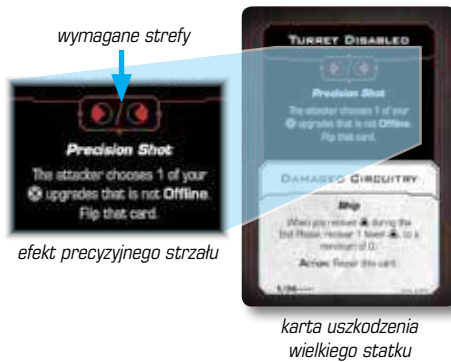 wymagane strefy
Precision Shot
The attacker chooses 1 of your
upgrades that is not Offline.
Flip that card.
efekt precyzyjnego strzału
Turret Disabled
Precision Shot
The attacker chooses 1 of your
upgrades that is not Offline.
Flip that card.
Damaged Circuitry
Ship
When you recover during the
End Phase, recover 1 fewer , to a
minimum of 0.
Action: Repair this card.
karta uszkodzenia
wielkiego statku